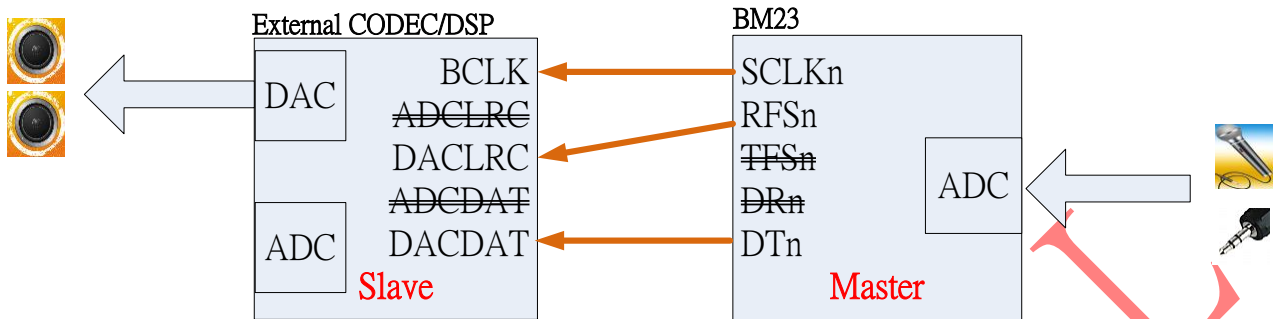 External CODEC/DSP
DAC
BCLK
ADCLRC
DACLRC
ADCDAT
DACDAT
ADC
Slave
BM23
SCLKn
RFSn
TFSn
DRn
DTn
ADC
Master